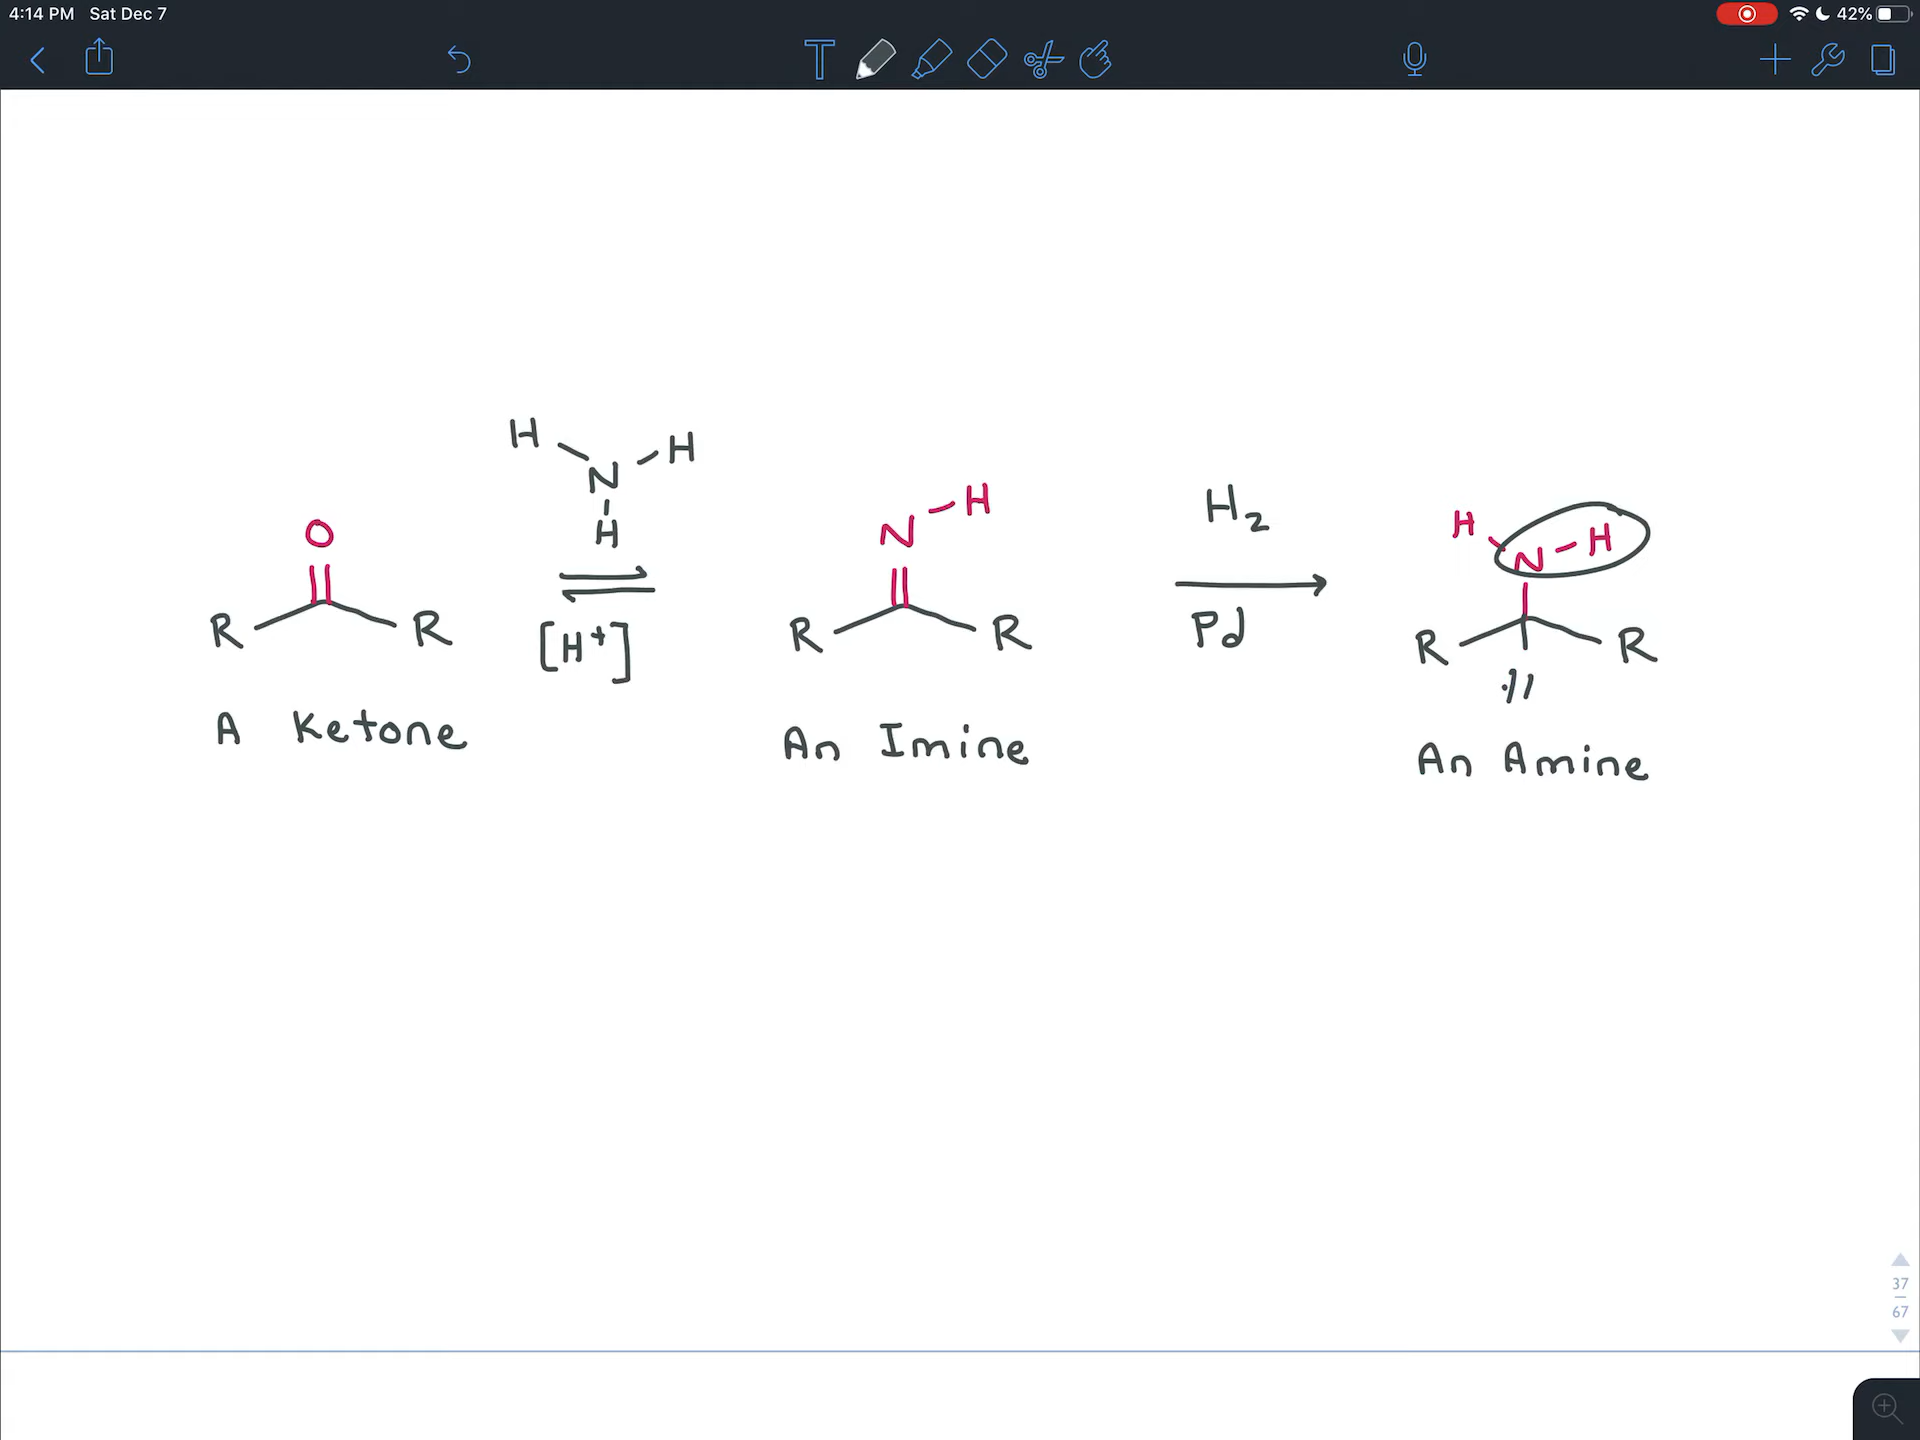 4:14 PM Sat Dec 7
42%
T
H
N
H
H
O
R
R
[H+]
A Ketone
N
H
R
R
An Imine
H2
Pd
H
N
H
R
R
An Amine
37
67